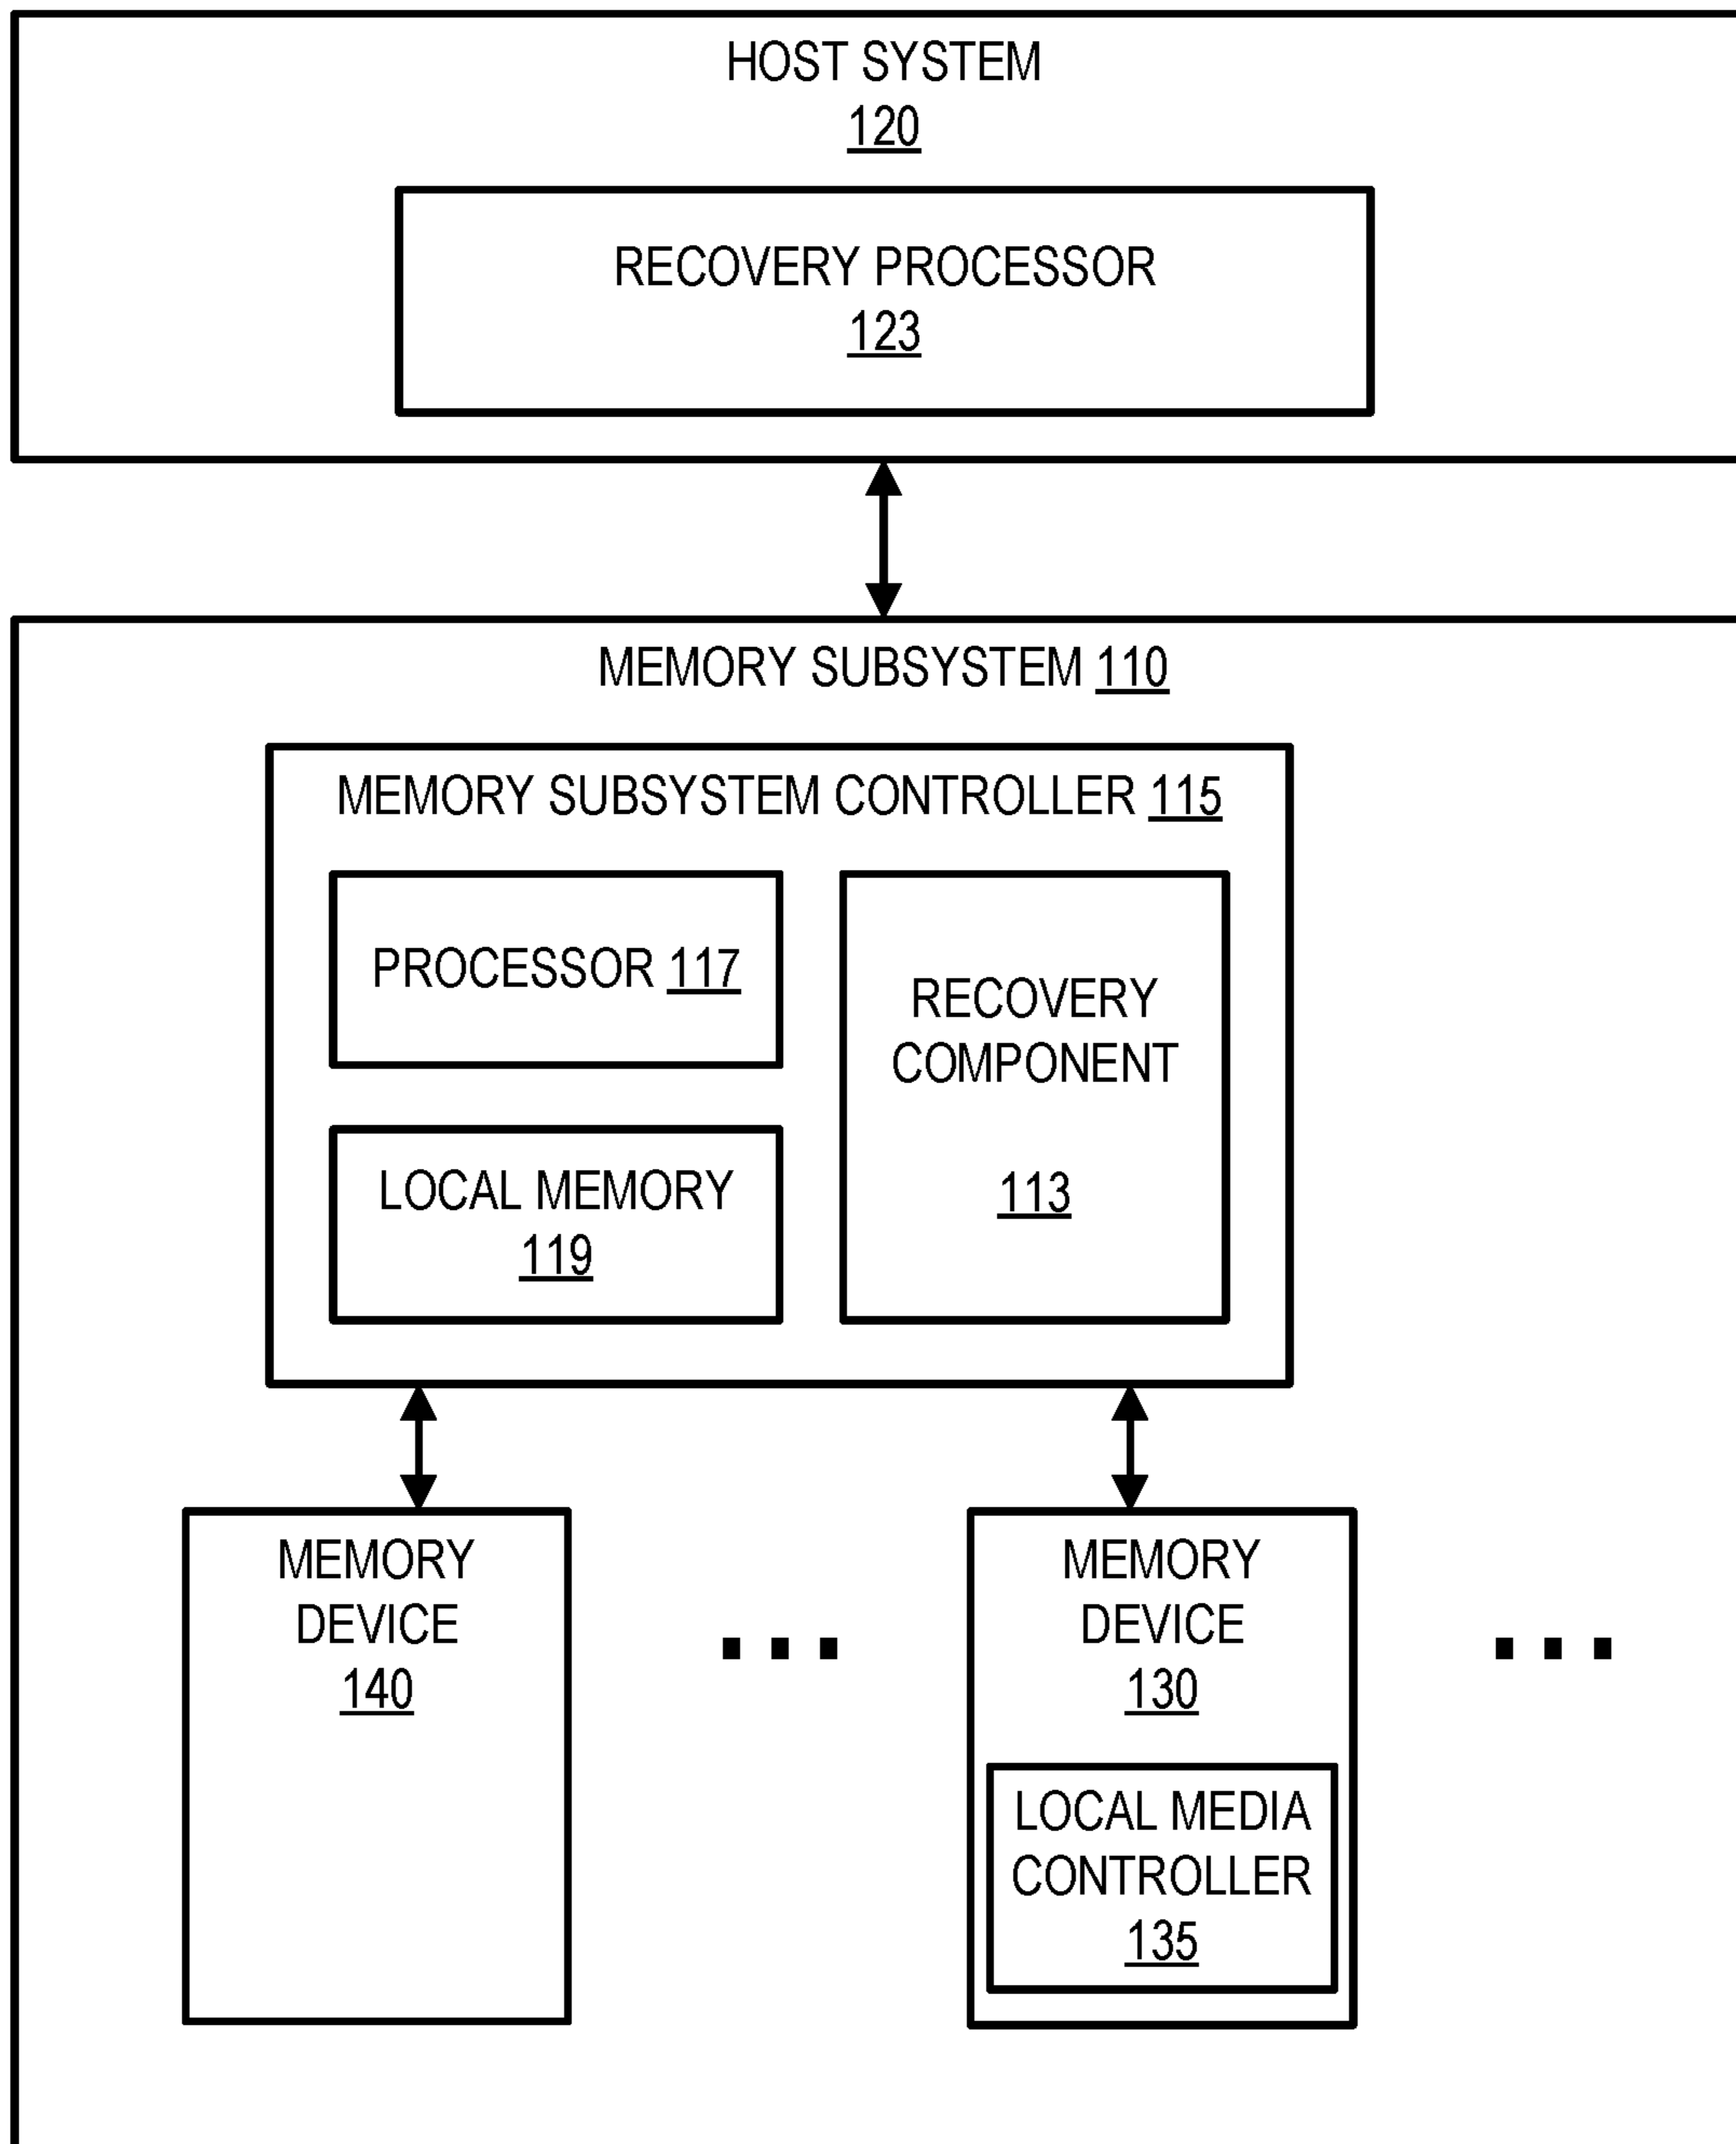 HOST SYSTEM
120
RECOVERY PROCESSOR
123
MEMORY SUBSYSTEM 110
MEMORY SUBSYSTEM CONTROLLER 115
PROCESSOR 117
RECOVERY
COMPONENT
113
LOCAL MEMORY
119
MEMORY
DEVICE
140
MEMORY
DEVICE
130
LOCAL MEDIA
CONTROLLER
135